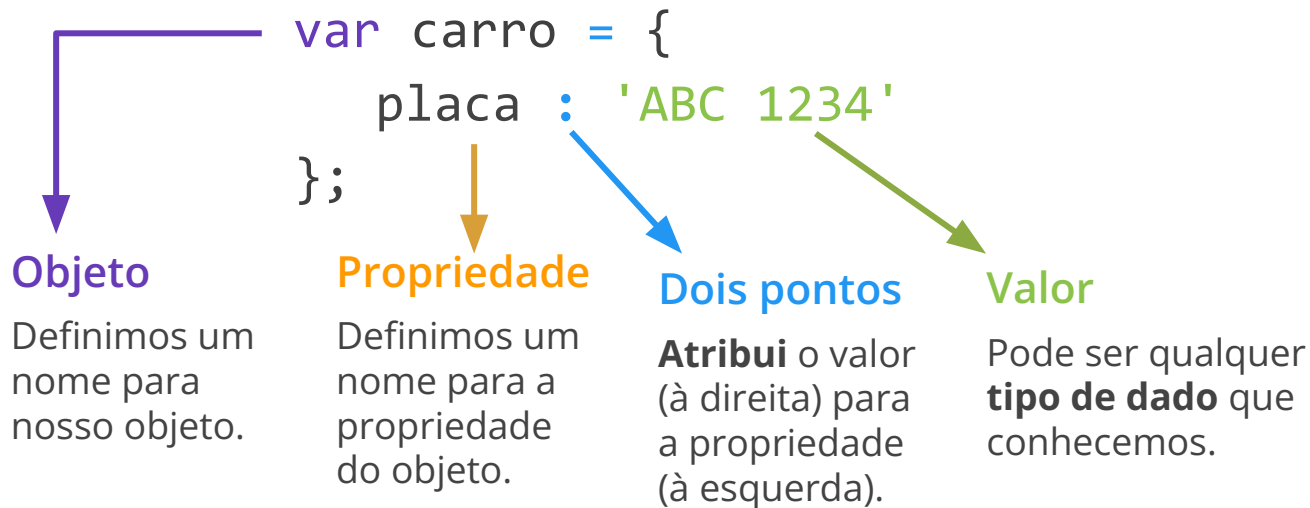 var carro = {
placa : 'ABC 1234'
};
Objeto
Definimos um
nome para
nosso objeto.
Propriedade
Definimos um
nome para a
propriedade
do objeto.
Dois pontos
Atribui o valor
(à direita) para
a propriedade
(à esquerda).
Valor
Pode ser qualquer
tipo de dado que
conhecemos.